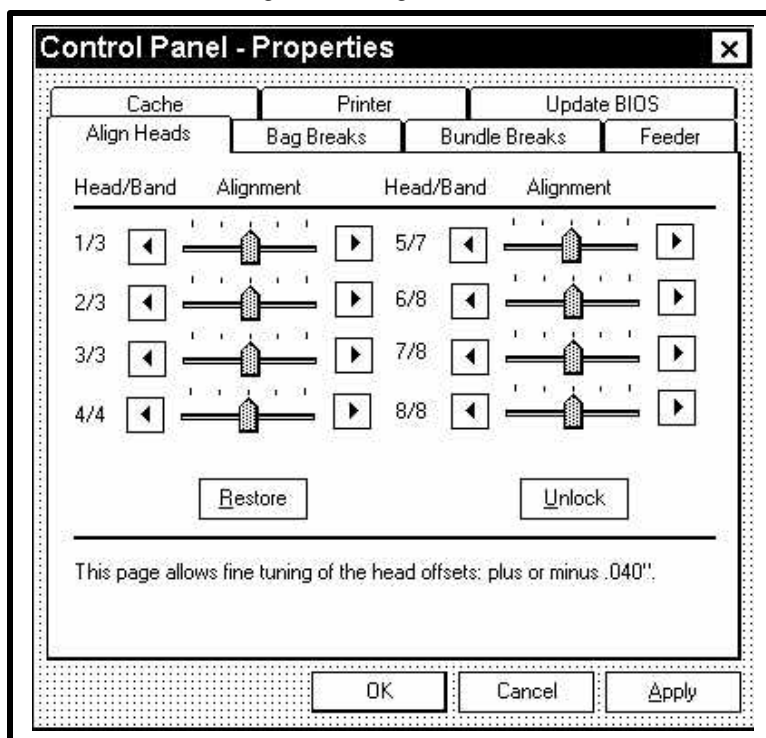 Control Panel - Properties
Cache Printer Update BIOS
Align Heads Bag Breaks Bundle Breaks Feeder
Head/Band Alignment Head/Band Alignment
1/3 5/7
2/3 6/8
3/3 7/8
4/4 8/8
Restore Unlock
This page allows fine tuning of the head offsets: plus or minus .040".
OK Cancel Apply